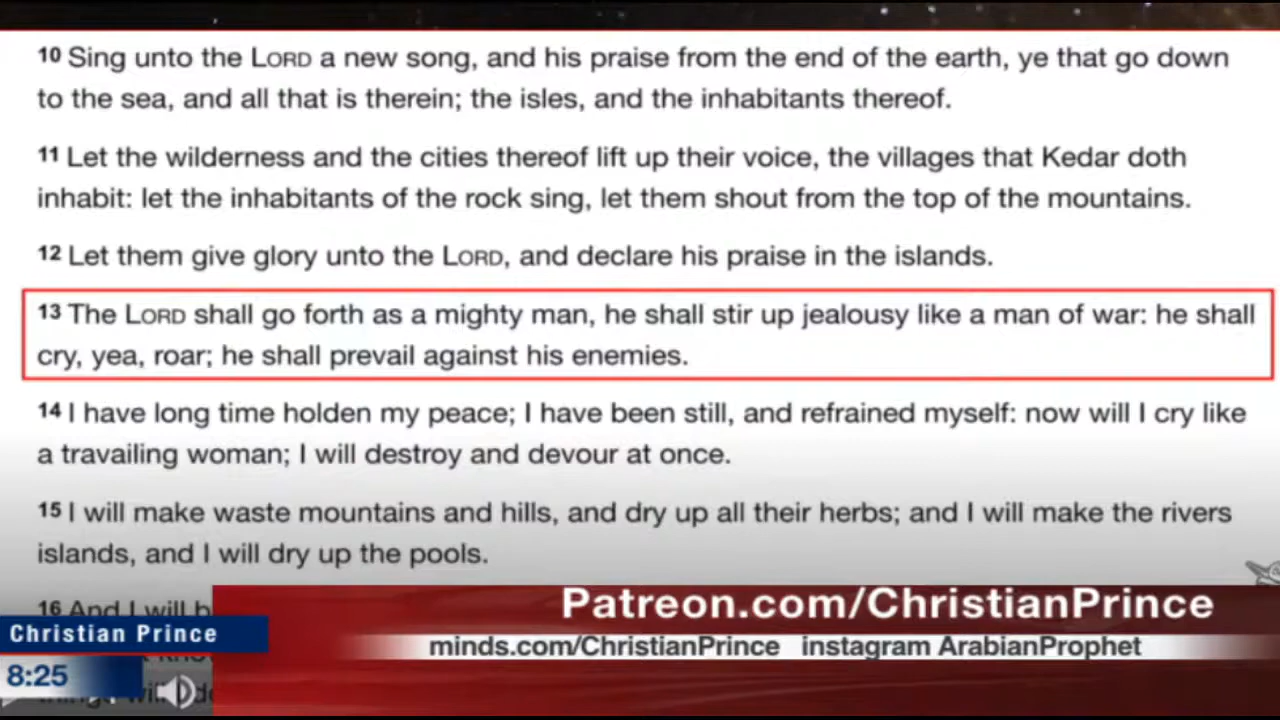 10 Sing unto the LORD a new song, and his praise from the end of the earth, ye that go down
to the sea, and all that is therein; the isles, and the inhabitants thereof.
11 Let the wilderness and the cities thereof lift up their voice, the villages that Kedar doth
inhabit: let the inhabitants of the rock sing, let them shout from the top of the mountains.
12 Let them give glory unto the LORD, and declare his praise in the islands.
13 The LORD shall go forth as a mighty man, he shall stir up jealousy like a man of war: he shall
cry, yea, roar; he shall prevail against his enemies.
14 I have long time holden my peace; I have been still, and refrained myself: now will I cry like
a travailing woman; I will destroy and devour at once.
15 I will make waste mountains and hills, and dry up all their herbs; and I will make the rivers
islands, and I will dry up the pools.
16 And I will b
Patreon.com/ChristianPrince
Christian Prince
minds.com/ChristianPrince instagram ArabianProphet
8:25